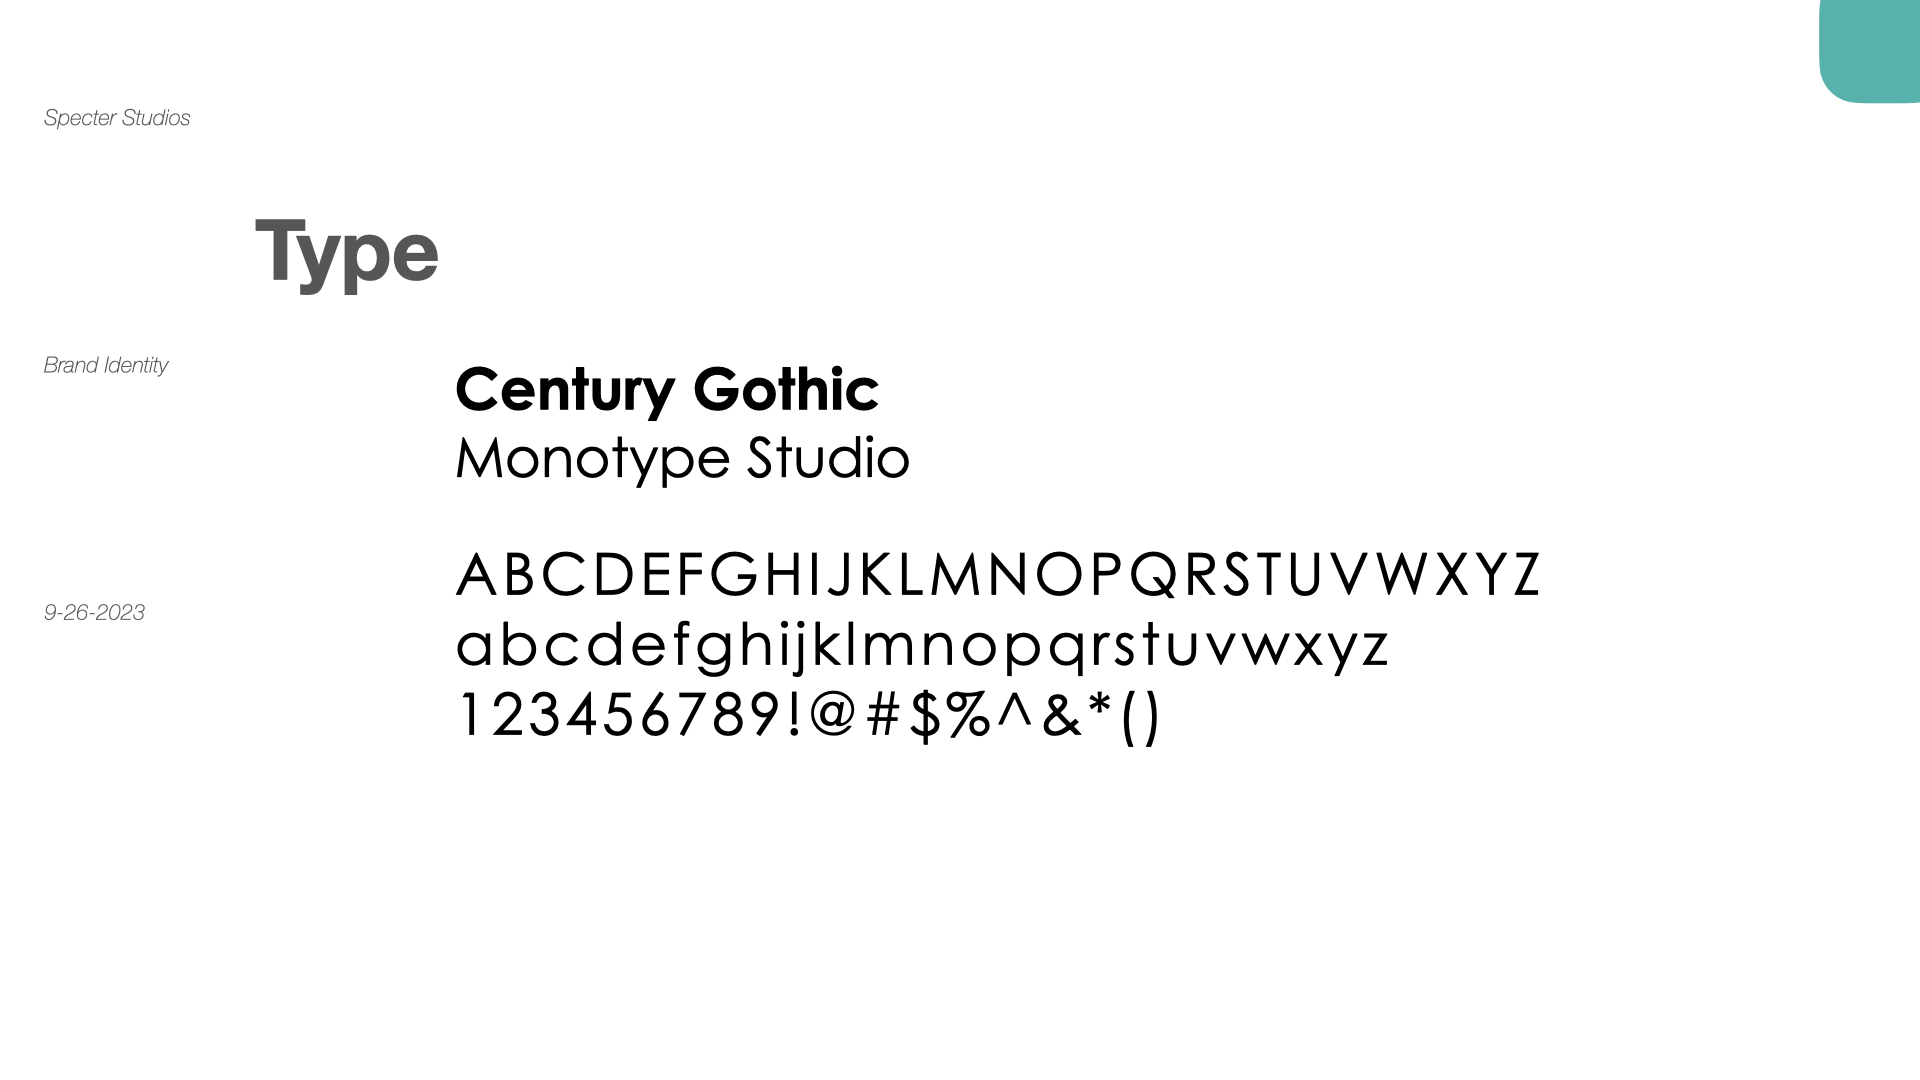 Specter Studios
Type
Brand Identity
Century Gothic
Monotype Studio
ABCDEFGHIJKLMNOPQRSTUVWXYZ
9-26-2023
abcdefghijklmnopqrstuvwxyz
123456789!@#$%^&*()